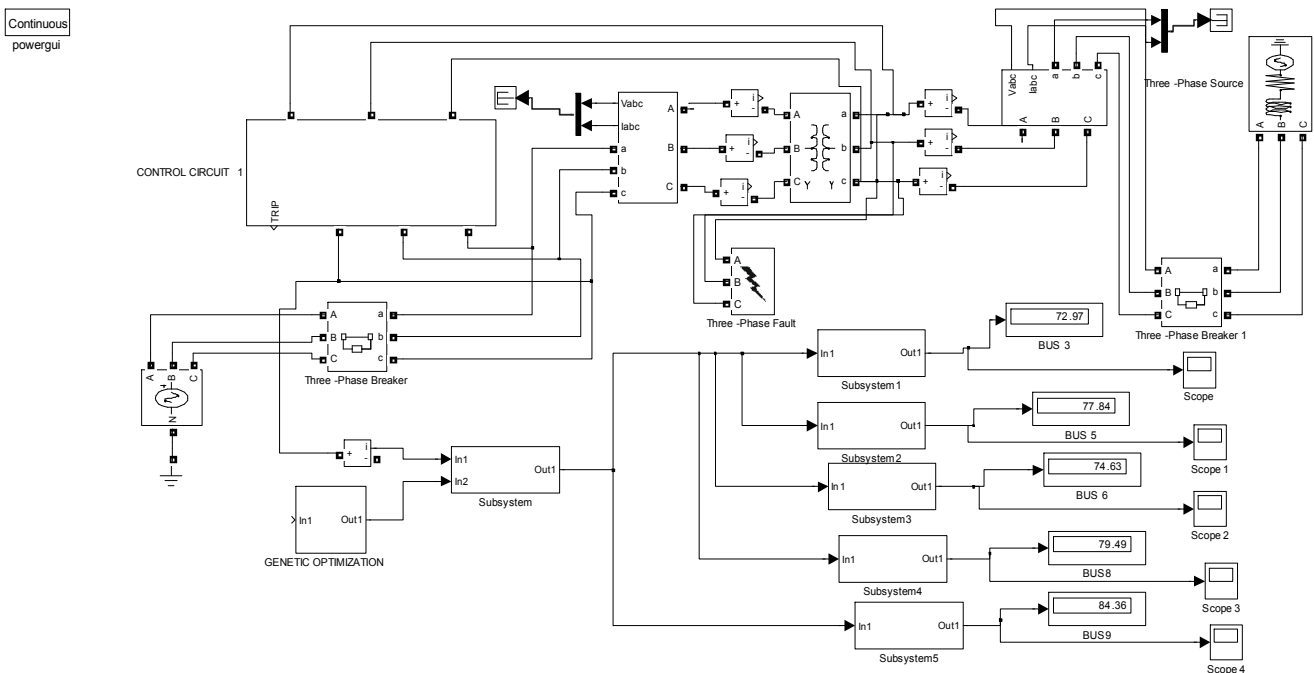 Continuous
powergui
CONTROL CIRCUIT 1
TRIP
Vabc
Iabc
a
b
c
A
B
C
+ i -
+ i -
+ i -
A
B
C
Y Y
a
b
c
+ i -
+ i -
+ i -
Vabc
Iabc
a
b
c
A
B
C
Three -Phase Source
A
B
C
A
B
C
Three -Phase Fault
A
B
C
a
b
c
Three -Phase Breaker 1
A
B
C
a
b
c
Three -Phase Breaker
A
B
C
+
N
+ i -
In1
In2
Out1
Subsystem
In1
Out1
GENETIC OPTIMIZATION
In1
Out1
Subsystem1
72.97
BUS 3
Scope
In1
Out1
Subsystem2
77.84
BUS 5
Scope 1
In1
Out1
Subsystem3
74.63
BUS 6
Scope 2
In1
Out1
Subsystem4
79.49
BUS8
Scope 3
In1
Out1
Subsystem5
84.36
BUS9
Scope 4